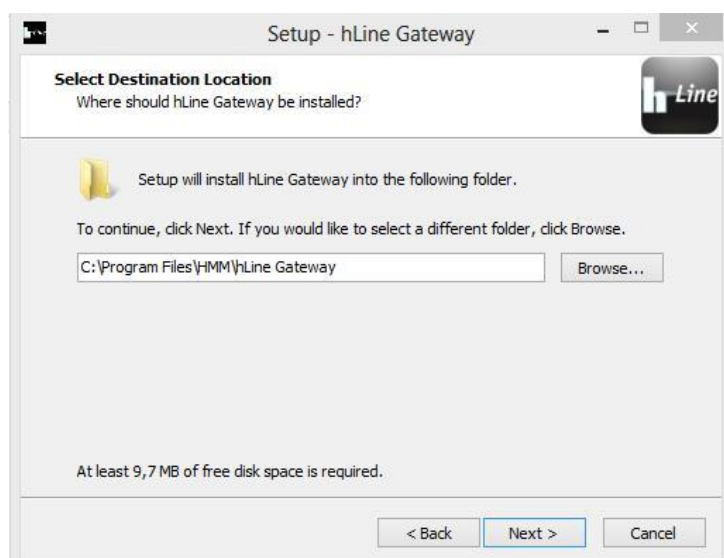 Setup - hLine Gateway
Select Destination Location
Where should hLine Gateway be installed?
h Line
Setup will install hLine Gateway into the following folder.
To continue, click Next. If you would like to select a different folder, click Browse.
C:\Program Files\HMM\hLine Gateway
Browse...
At least 9,7 MB of free disk space is required.
< Back Next > Cancel